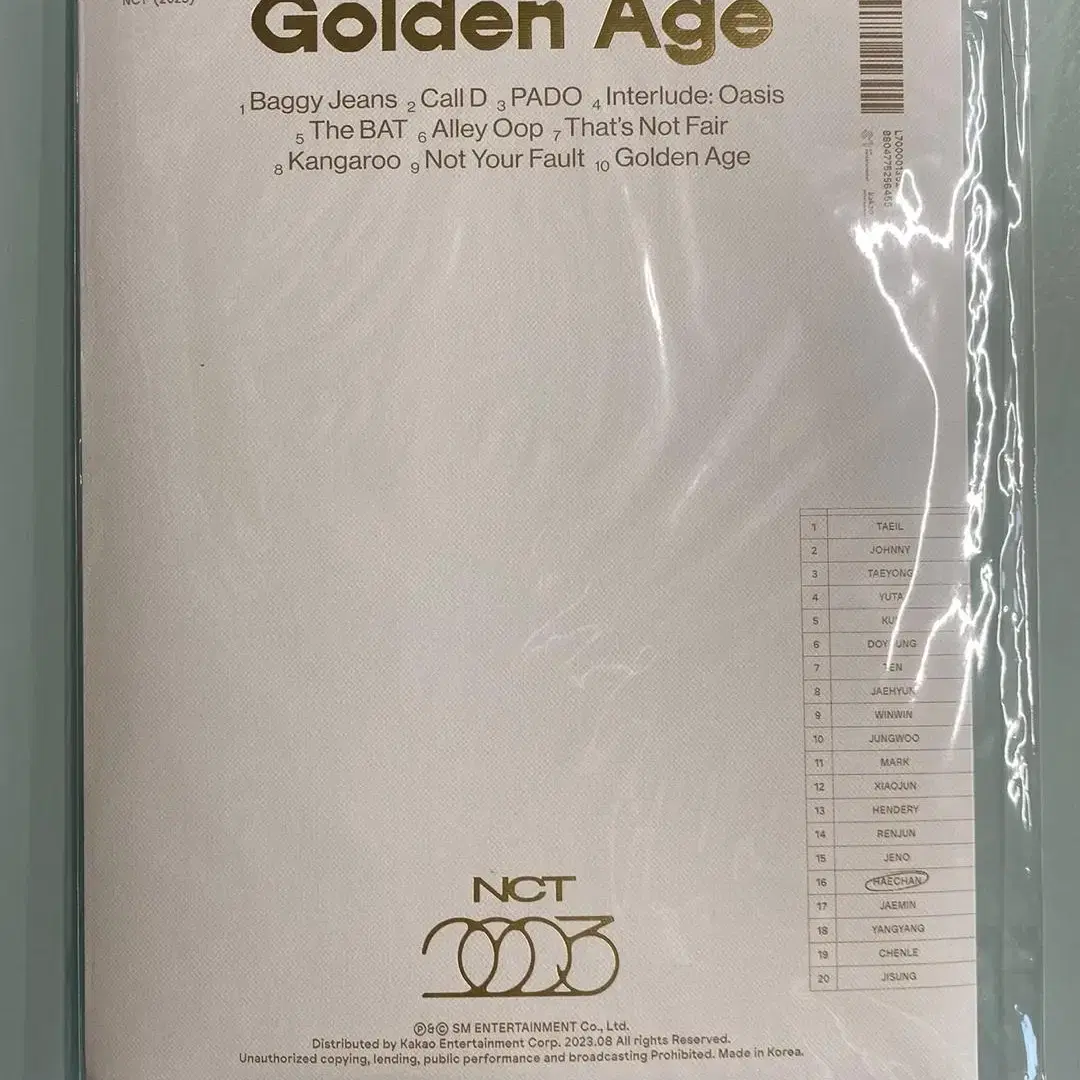 NCT (2023)
Golden Age
1 Baggy Jeans 2 Call D 3 PADO 4 Interlude: Oasis
5 The BAT 6 Alley Oop 7 That's Not Fair
8 Kangaroo 9 Not Your Fault 10 Golden Age
8804775256455
1 TAEIL
2 JOHNNY
3 TAEYONG
4 YUTA
5
6
7 TEN
8 JAEHYUN
9 WINWIN
10 JUNGWOO
11 MARK
12 XIAOJUN
13 HENDERY
14 RENJUN
15 JENO
16 HAECHAN
17 JAEMIN
18 YANGYANG
19 CHENLE
20 JISUNG
NCT
2023
Ⓟ&© SM ENTERTAINMENT Co., Ltd.
Distributed by Kakao Entertainment Corp. 2023.08 All rights Reserved.
Unauthorized copying, lending, public performance and broadcasting Prohibited. Made in Korea.